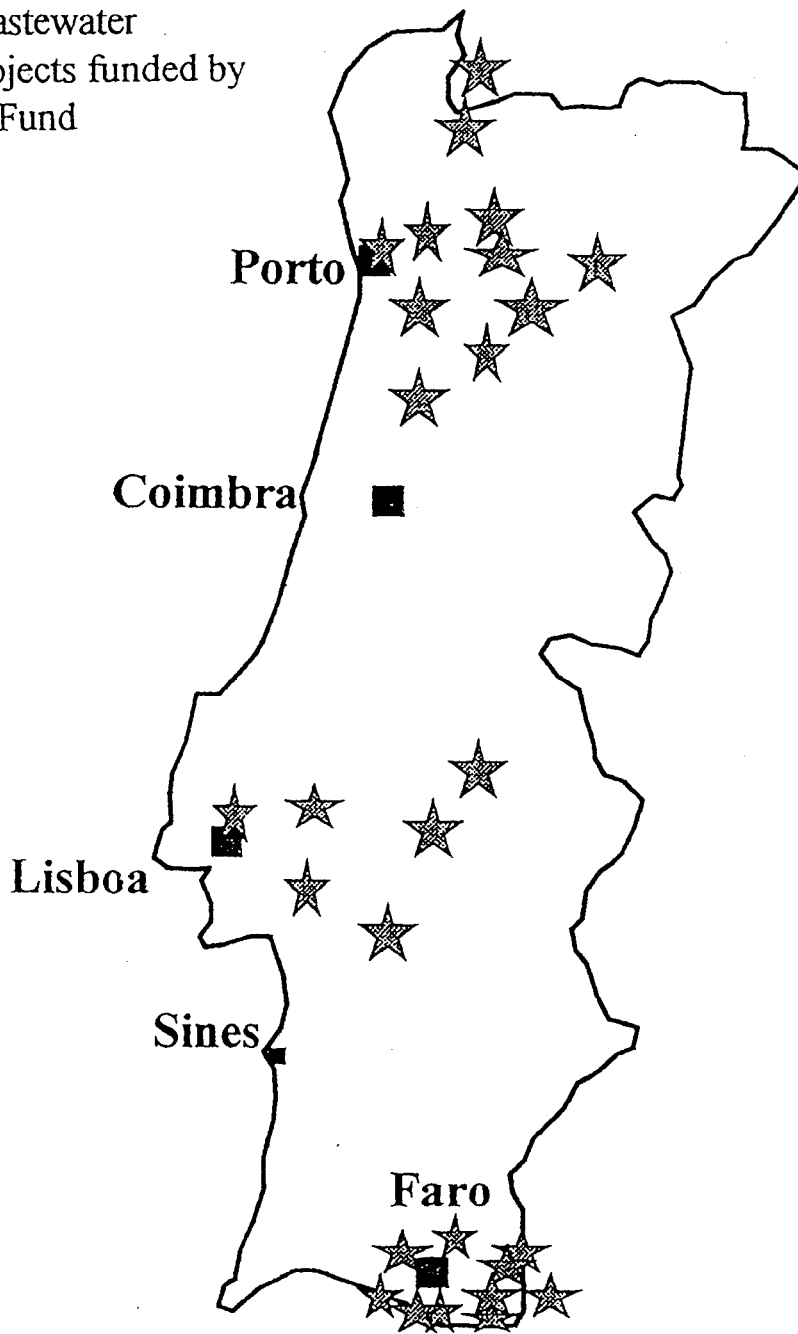 astewater
ojects funded by
Fund
Porto
Coimbra
Lisboa
Sines
Faro